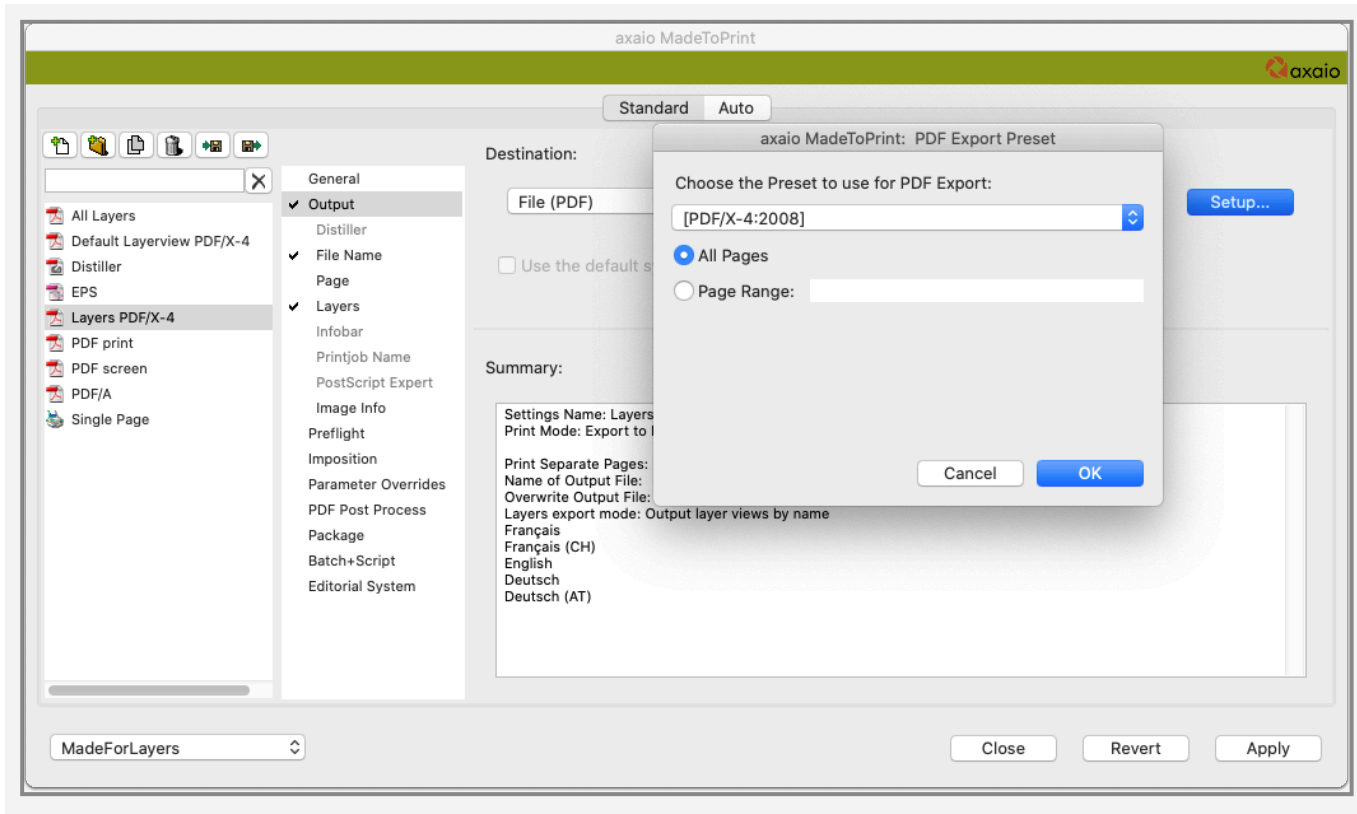 axaio MadeToPrint
axaio
Standard
Auto
All Layers
Default Layerview PDF/X-4
Distiller
EPS
Layers PDF/X-4
PDF print
PDF screen
PDF/A
Single Page
General
Output
Distiller
File Name
Page
Layers
Infobar
Printjob Name
PostScript Expert
Image Info
Preflight
Imposition
Parameter Overrides
PDF Post Process
Package
Batch+Script
Editorial System
Destination:
File (PDF)
Setup...
Use the default
axaio MadeToPrint: PDF Export Preset
Choose the Preset to use for PDF Export:
[PDF/X-4:2008]
All Pages
Page Range:
Cancel
OK
Summary:
Settings Name: Layers
Print Mode: Export to
Print Separate Pages:
Name of Output File:
Overwrite Output File:
Layers export mode: Output layer views by name
Français
Français (CH)
English
Deutsch
Deutsch (AT)
MadeForLayers
Close
Revert
Apply